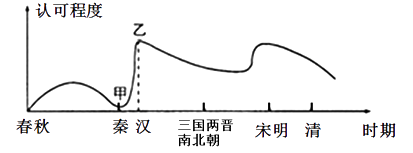 认可程度
乙
甲
春秋 秦 汉 三国两晋 宋明 清 时期
南北朝